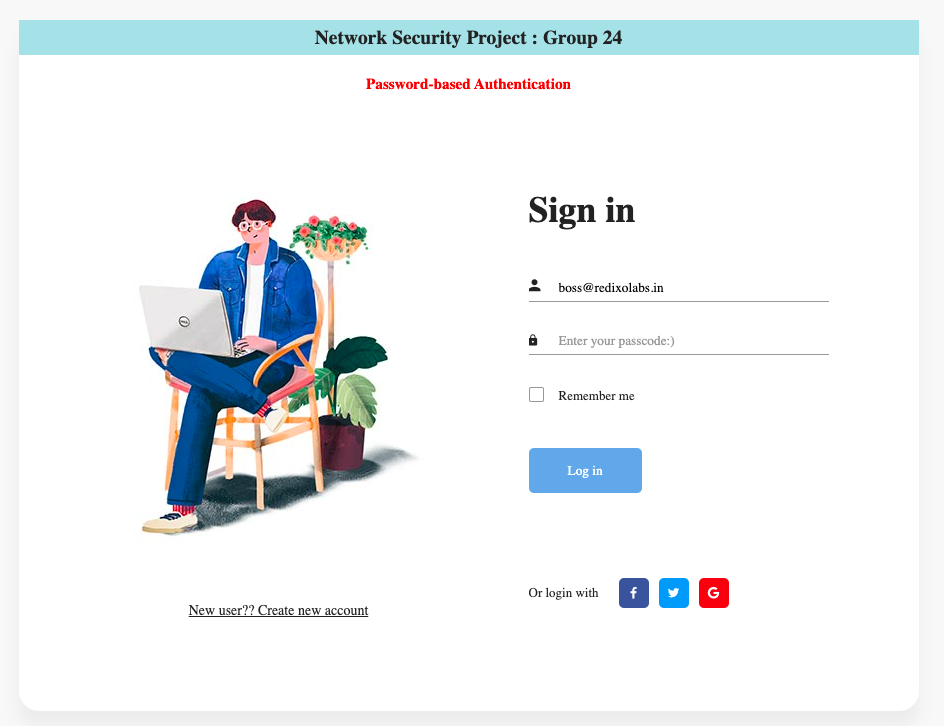 Network Security Project : Group 24
Password-based Authentication
Sign in
boss@redixolabs.in
Enter your passcode:)
Remember me
Log in
Or login with
New user?? Create new account